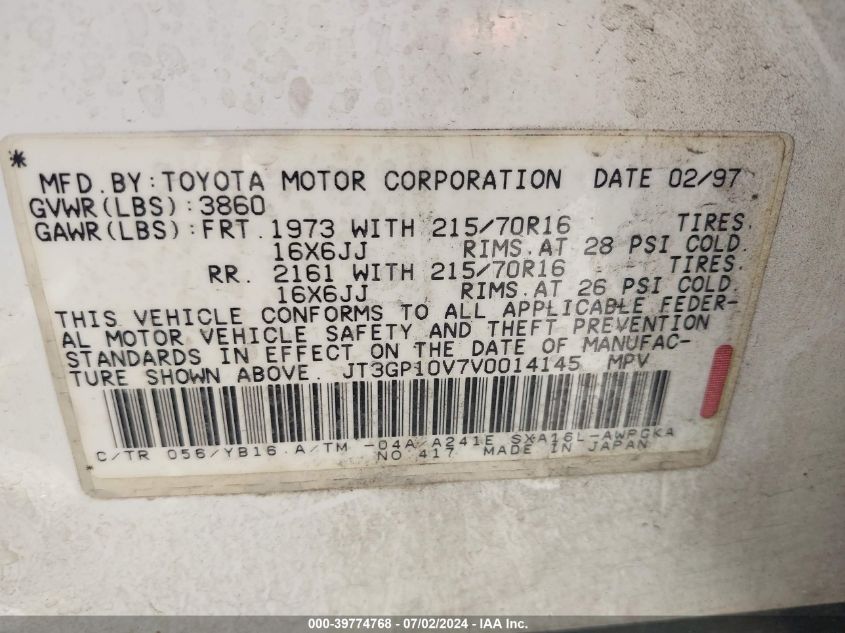 *
MFD.BY:TOYOTA MOTOR CORPORATION DATE 02/97
GVWR(LBS):3860
GAWR(LBS):FRT. 1973 WITH 215/70R16 TIRES.
16X6JJ RIMS.AT 28 PSI COLD.
RR. 2161 WITH 215/70R16 TIRES.
16X6JJ RIMS.AT 26 PSI COLD.
THIS VEHICLE CONFORMS TO ALL APPLICABLE FEDER-
AL MOTOR VEHICLE SAFETY AND THEFT PREVENTION
STANDARDS IN EFFECT ON THE DATE OF MANUFAC-
TURE SHOWN ABOVE. JT3GP10V7V0014145 MPV
C/TR 056/YB16 A/TM -04A/A241E SXA16L-AWPGKA
NO.417 MADE IN JAPAN
000-39774768 - 07/02/2024 - IAA Inc.